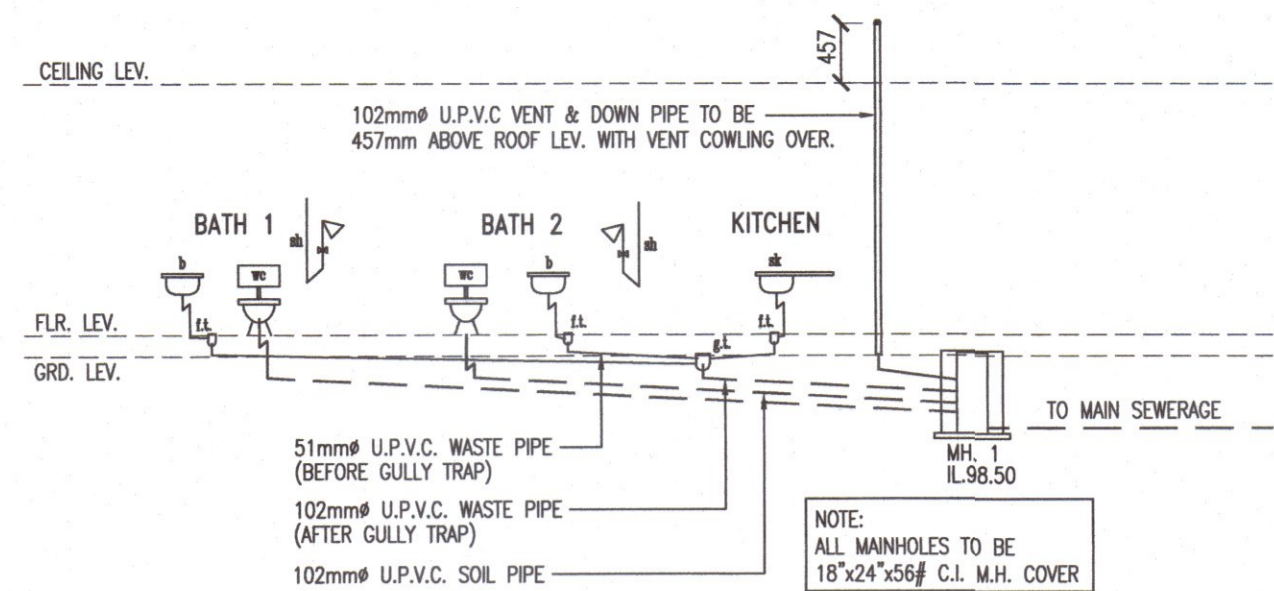 457
CEILING LEV.
102mmø U.P.V.C VENT & DOWN PIPE TO BE
457mm ABOVE ROOF LEV. WITH VENT COWLING OVER.
BATH 1
sh
BATH 2
sh
KITCHEN
b
wc
wc
b
sk
FLR. LEV.
f.t.
f.t.
f.t.
g.t.
GRD. LEV.
TO MAIN SEWERAGE
51mmø U.P.V.C. WASTE PIPE
(BEFORE GULLY TRAP)
102mmø U.P.V.C. WASTE PIPE
(AFTER GULLY TRAP)
102mmø U.P.V.C. SOIL PIPE
MH. 1
IL.98.50
NOTE:
ALL MAINHOLES TO BE
18"x24"x56# C.I. M.H. COVER